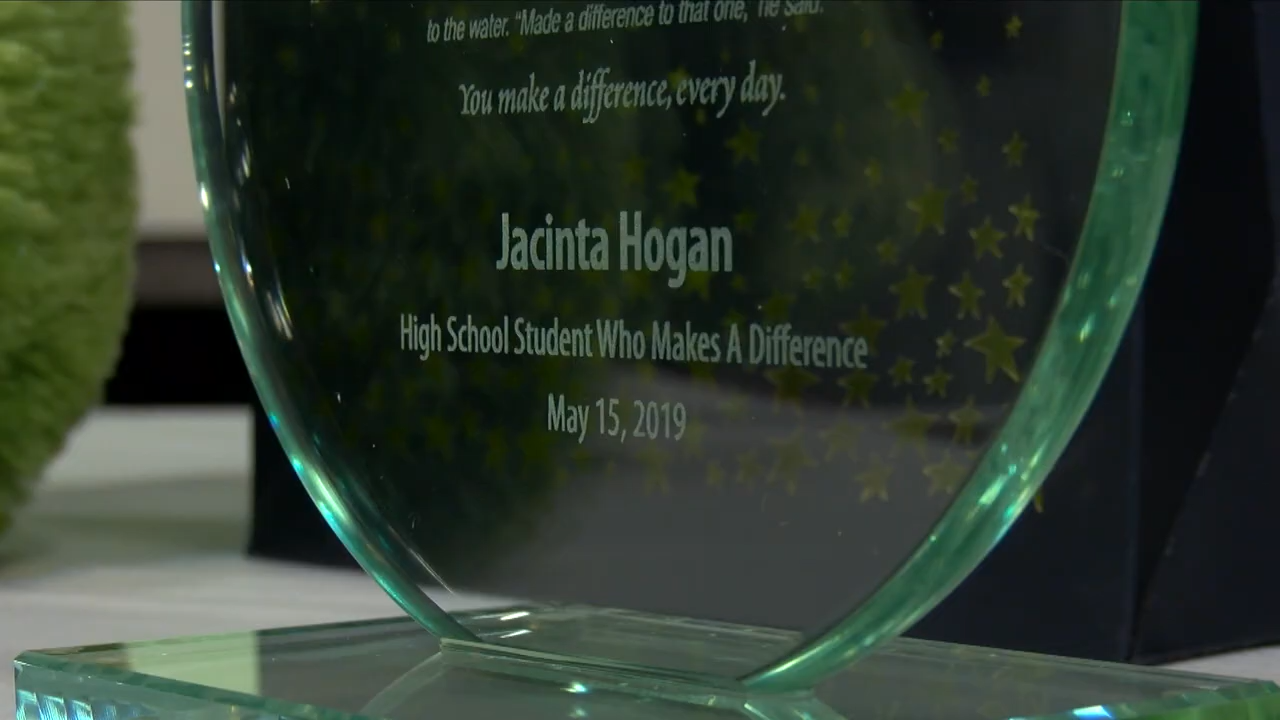 to the water. "Made a difference to that one," he said.
You make a difference, every day.
Jacinta Hogan
High School Student Who Makes A Difference
May 15, 2019